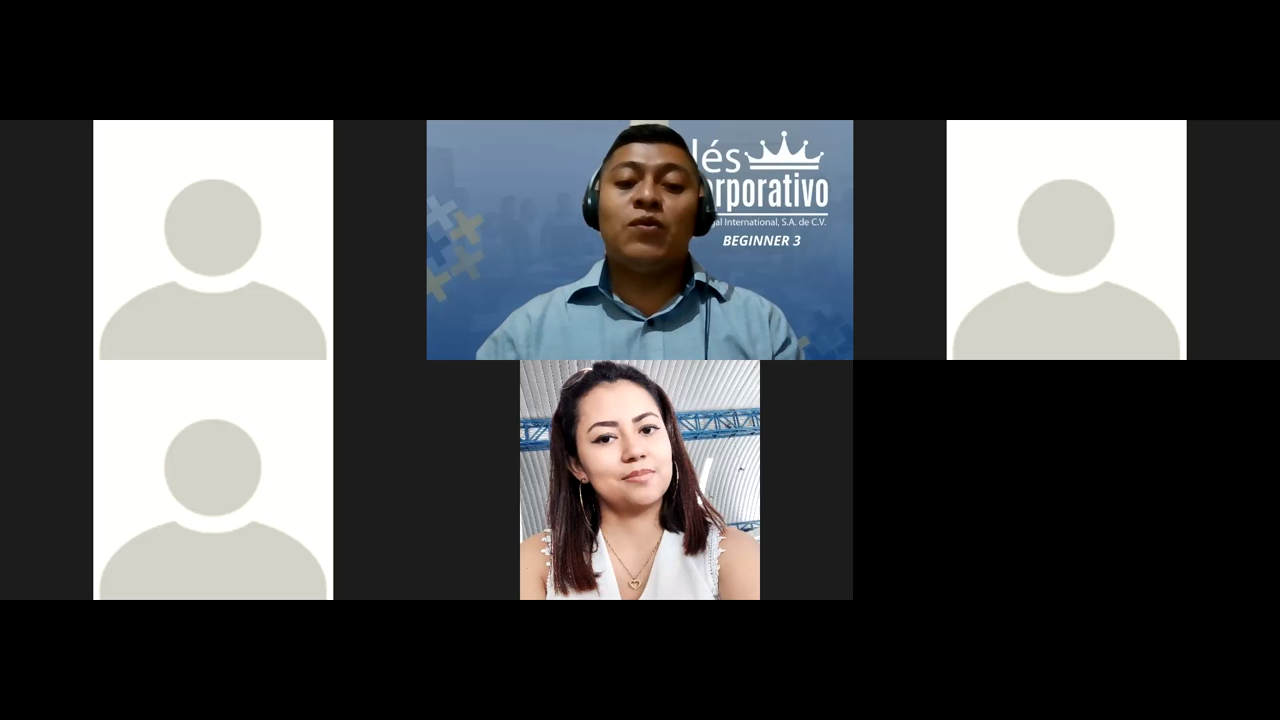 lés
rporativo
al International, S.A. de C.V.
BEGINNER 3